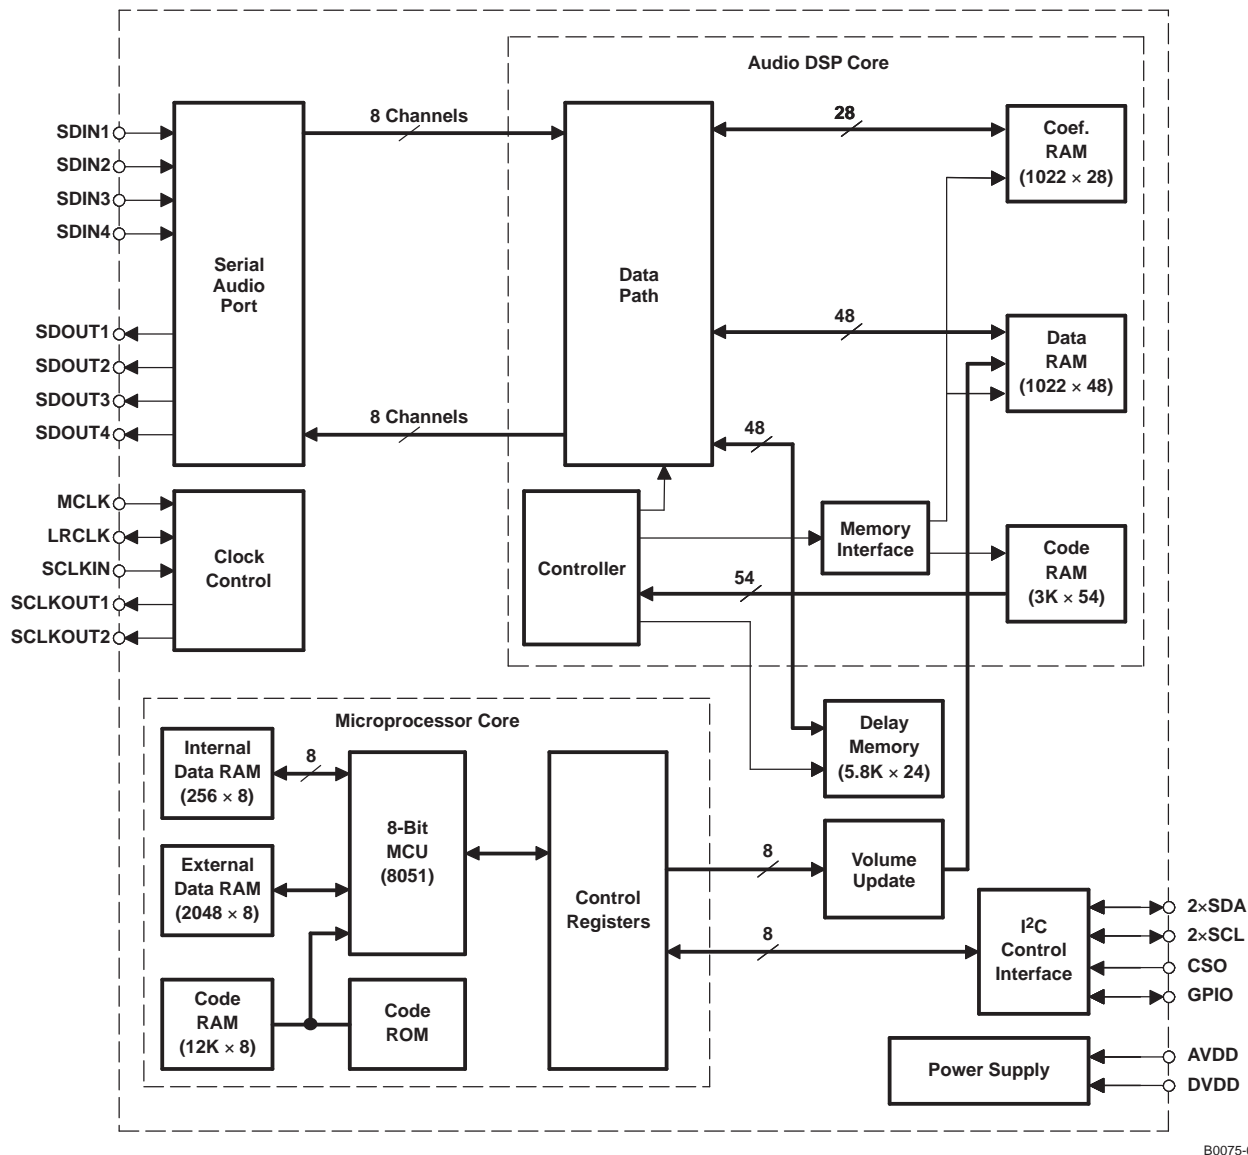 Audio DSP Core
SDIN1
SDIN2
SDIN3
SDIN4
SDOUT1
SDOUT2
SDOUT3
SDOUT4
Serial
Audio
Port
8 Channels
8 Channels
Data
Path
28
48
48
Coef.
RAM
(1022 × 28)
Data
RAM
(1022 × 48)
MCLK
LRCLK
SCLKIN
SCLKOUT1
SCLKOUT2
Clock
Control
Controller
Memory
Interface
54
Code
RAM
(3K × 54)
Microprocessor Core
Internal
Data RAM
(256 × 8)
8
External
Data RAM
(2048 × 8)
Code
RAM
(12K × 8)
8-Bit
MCU
(8051)
Code
ROM
Control
Registers
Delay
Memory
(5.8K × 24)
8
Volume
Update
8
I²C
Control
Interface
2×SDA
2×SCL
CSO
GPIO
Power Supply
AVDD
DVDD